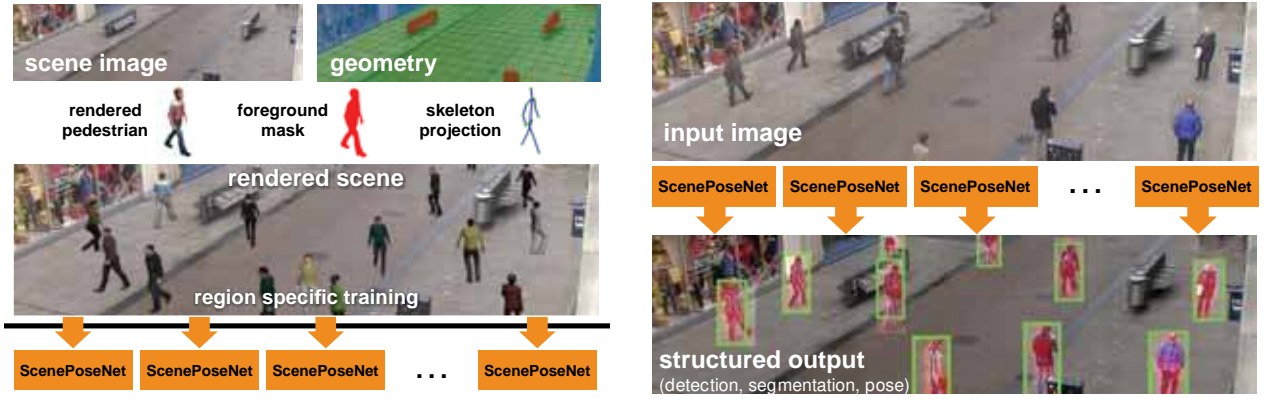 scene image
geometry
rendered
pedestrian
foreground
mask
skeleton
projection
rendered scene
region specific training
ScenePoseNet
ScenePoseNet
ScenePoseNet
...
ScenePoseNet
input image
ScenePoseNet
ScenePoseNet
ScenePoseNet
...
ScenePoseNet
structured output
(detection, segmentation, pose)